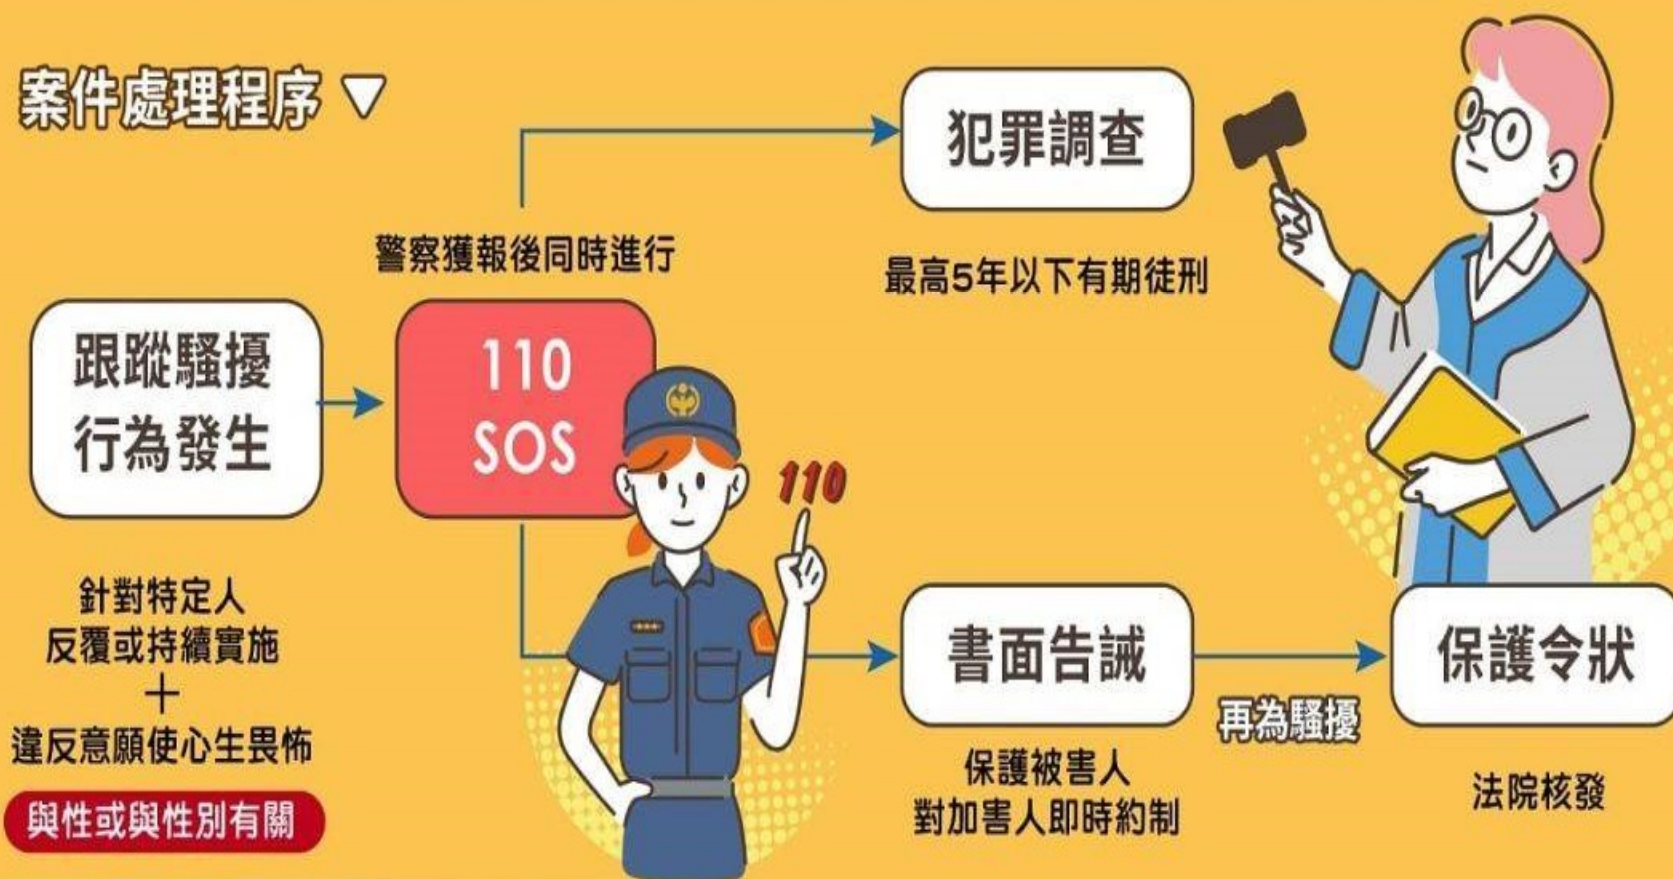 案件處理程序
警察獲報後同時進行
犯罪調查
最高5年以下有期徒刑
跟蹤騷擾
行為發生
110
SOS
110
針對特定人
反覆或持續實施
+
違反意願使心生畏怖
與性或與性別有關
書面告誡
保護被害人
對加害人即時約制
再為騷擾
保護令狀
法院核發